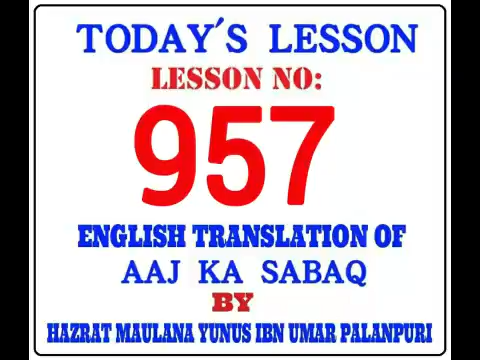 TODAY'S LESSON
LESSON NO:
957
ENGLISH TRANSLATION OF
AAJ KA SABAQ
BY
HAZRAT MAULANA YUNUS IBN UMAR PALANPURI